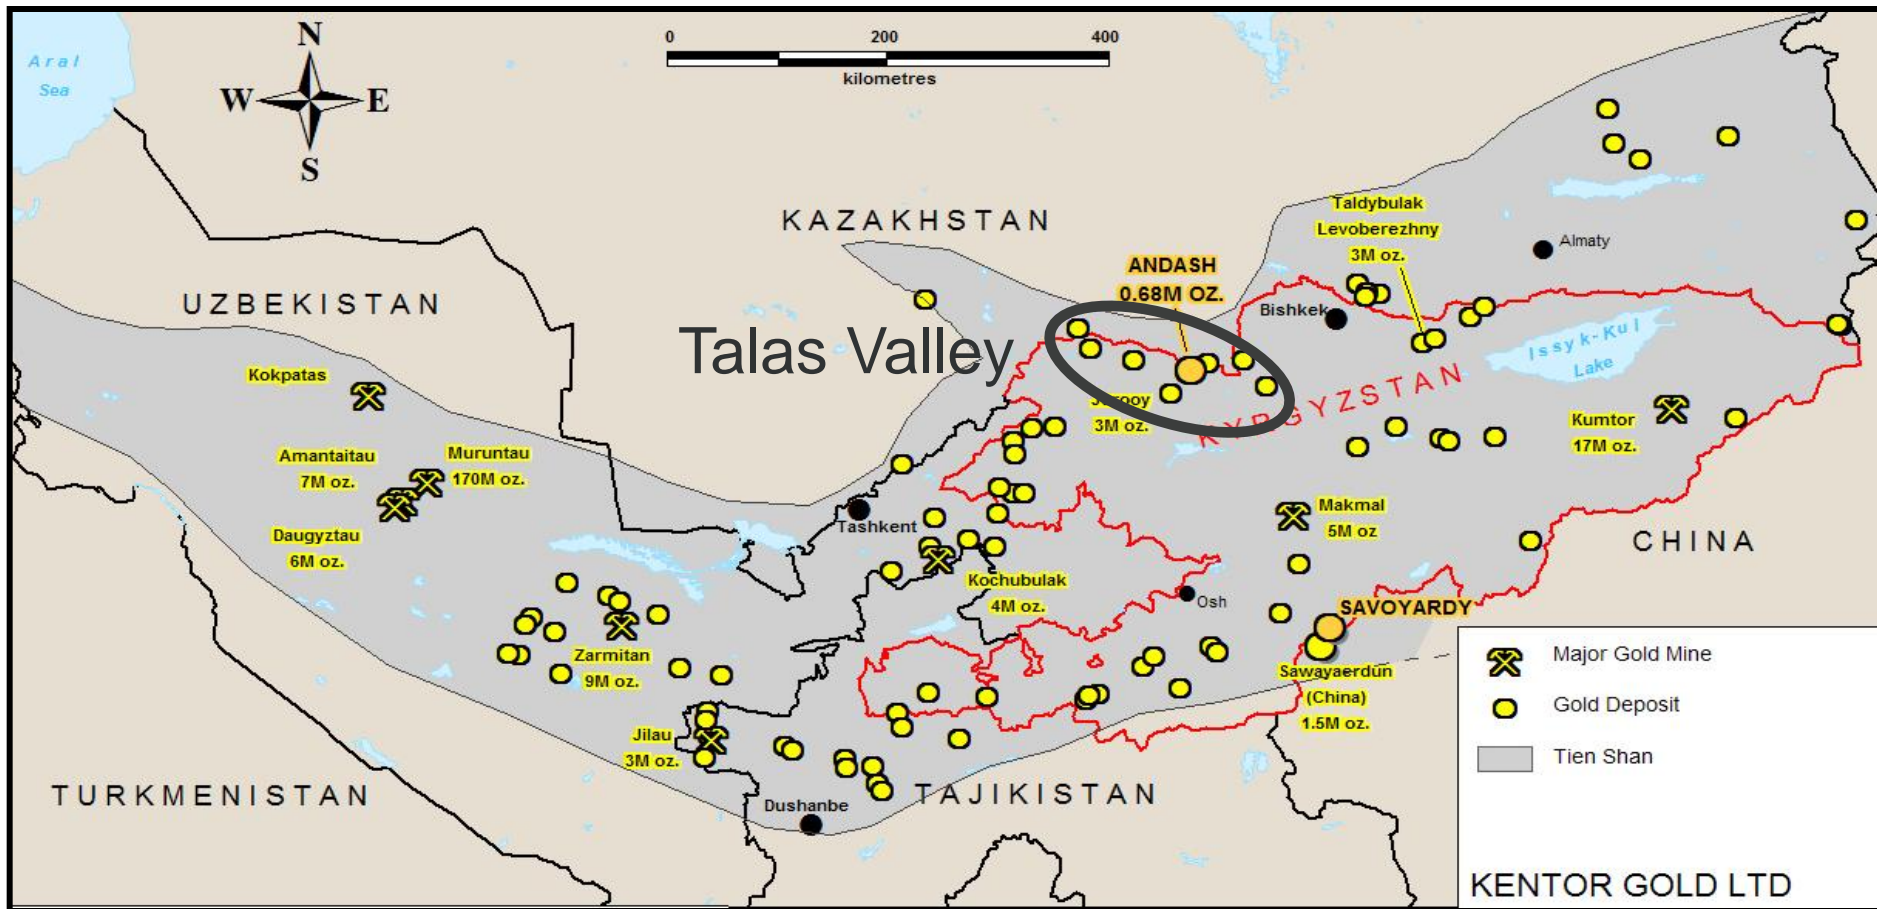 N
W E
S
0 200 400
kilometres
Aral
Sea
KAZAKHSTAN
UZBEKISTAN
Taldybulak
Levoberezhny
3M oz.
Almaty
ANDASH
0.68M OZ.
Bishkek
Talas Valley
Issyk-Kul
Lake
Kokpatas
Jerooy
3M oz.
KYRGYZSTAN
Kumtor
17M oz.
Amantaitau
7M oz.
Muruntau
170M oz.
Daugyztau
6M oz.
Tashkent
Makmal
5M oz
CHINA
Kochubulak
4M oz.
Osh
SAVOYARDY
Zarmitan
9M oz.
Sawayaerdun
(China)
1.5M oz.
Jilau
3M oz.
TURKMENISTAN
Dushanbe
TAJIKISTAN
Major Gold Mine
Gold Deposit
Tien Shan
KENTOR GOLD LTD